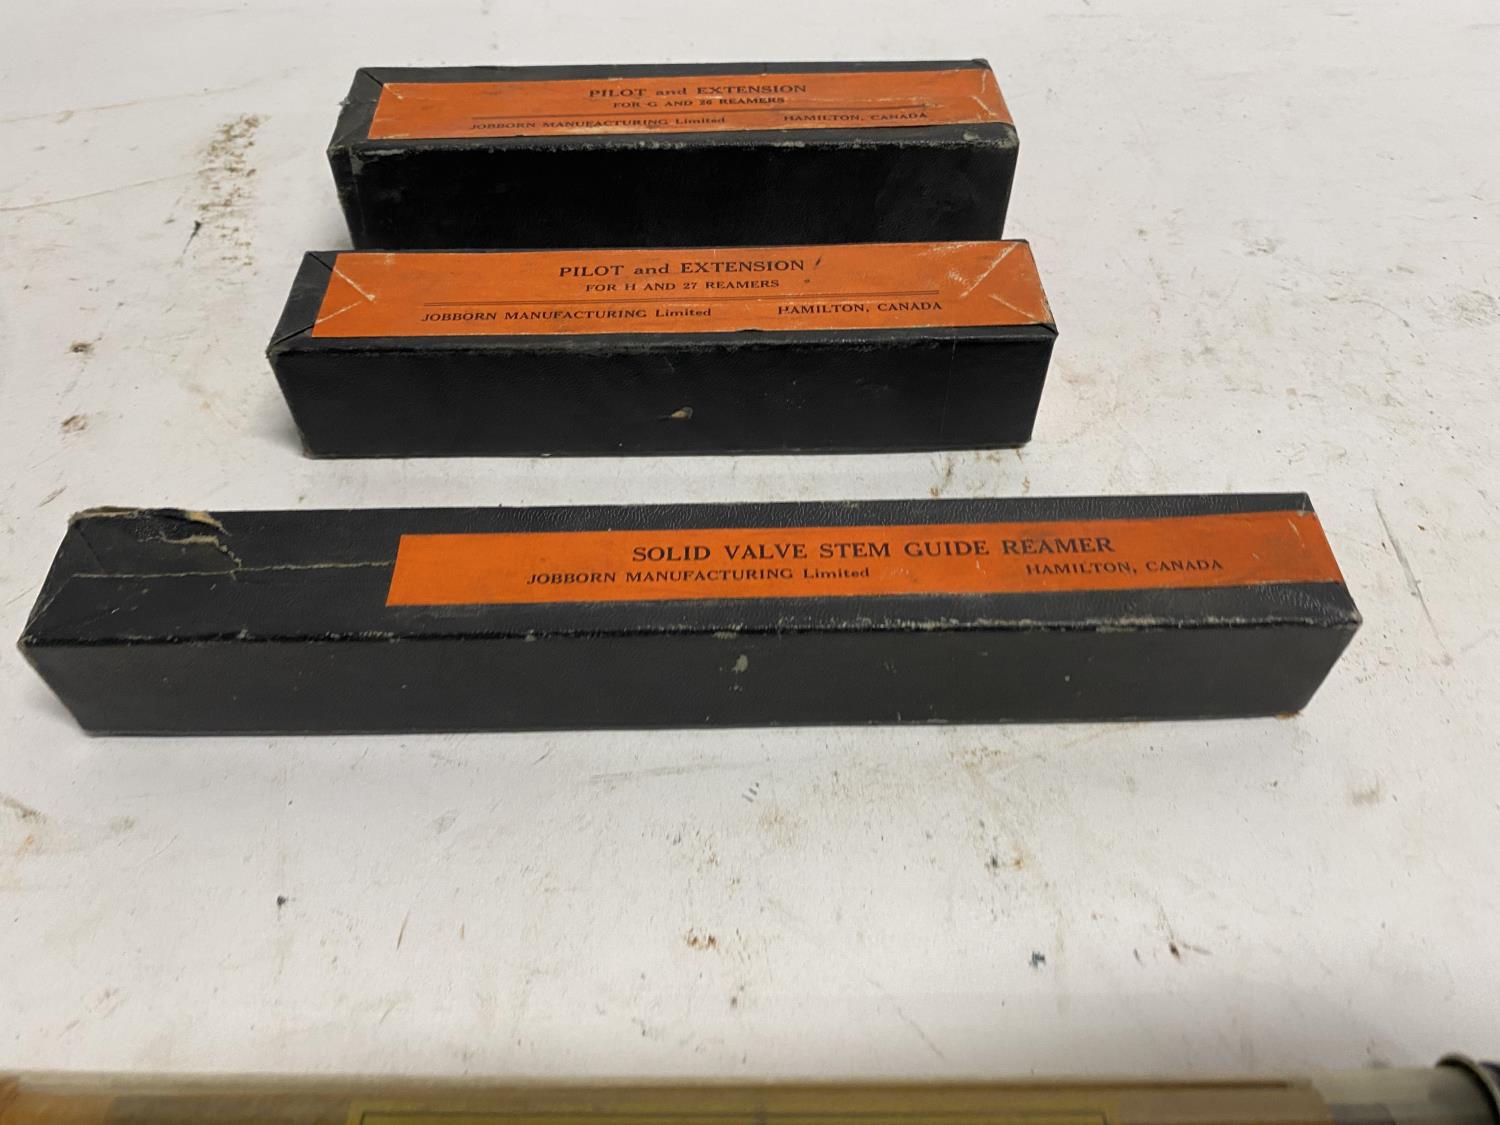 PILOT and EXTENSION
FOR G AND 26 REAMERS
JOBBORN MANUFACTURING Limited HAMILTON, CANADA
PILOT and EXTENSION
FOR H AND 27 REAMERS
JOBBORN MANUFACTURING Limited HAMILTON, CANADA
SOLID VALVE STEM GUIDE REAMER
JOBBORN MANUFACTURING Limited HAMILTON, CANADA